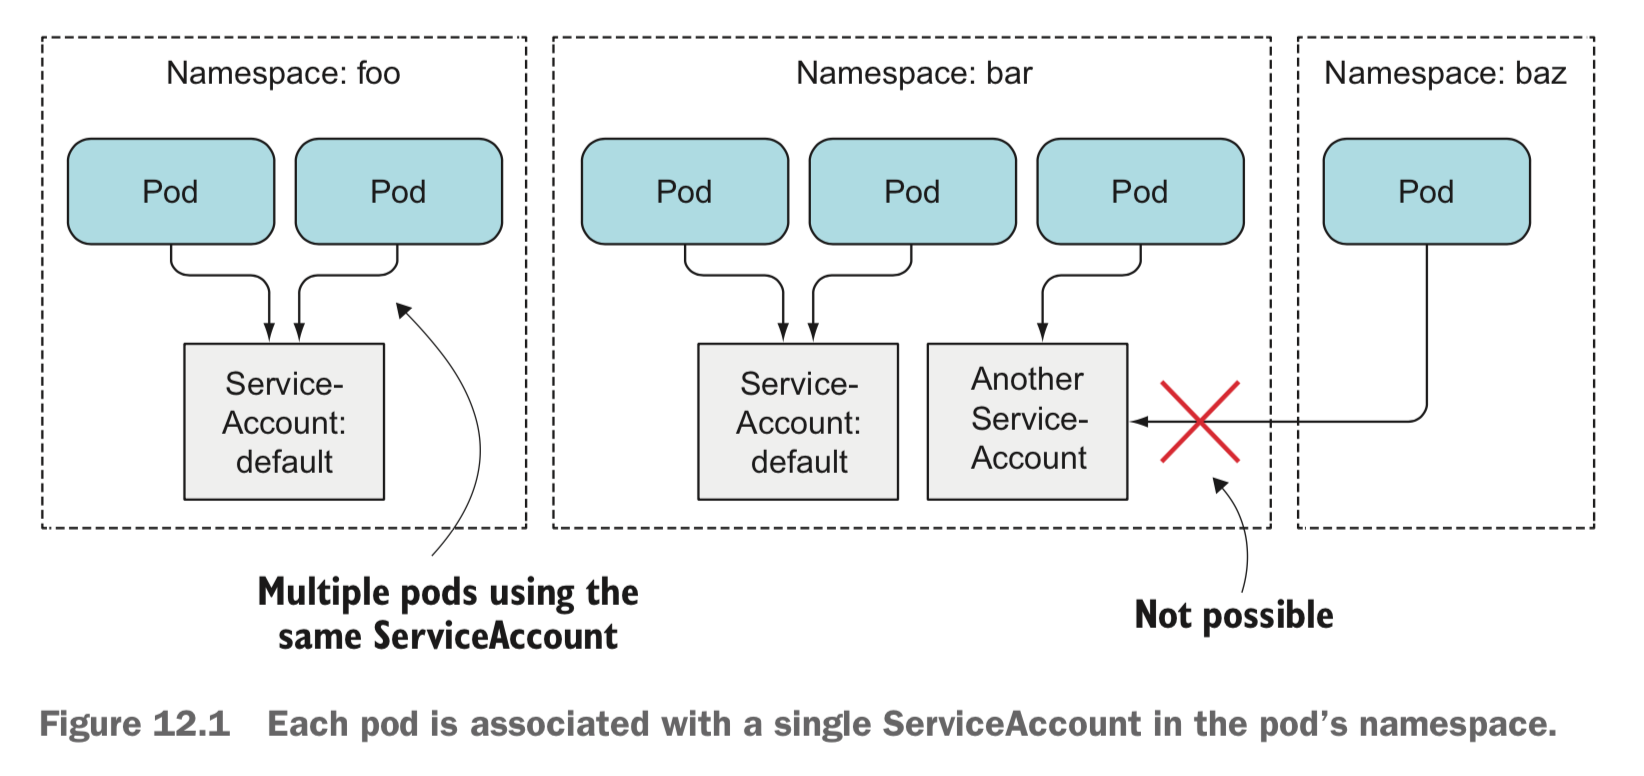 Namespace: foo
Namespace: bar
Namespace: baz
Pod
Pod
Pod
Pod
Pod
Pod
Service-
Account:
default
Service-
Account:
default
Another
Service-
Account
Multiple pods using the
same ServiceAccount
Not possible
Figure 12.1 Each pod is associated with a single ServiceAccount in the pod’s namespace.